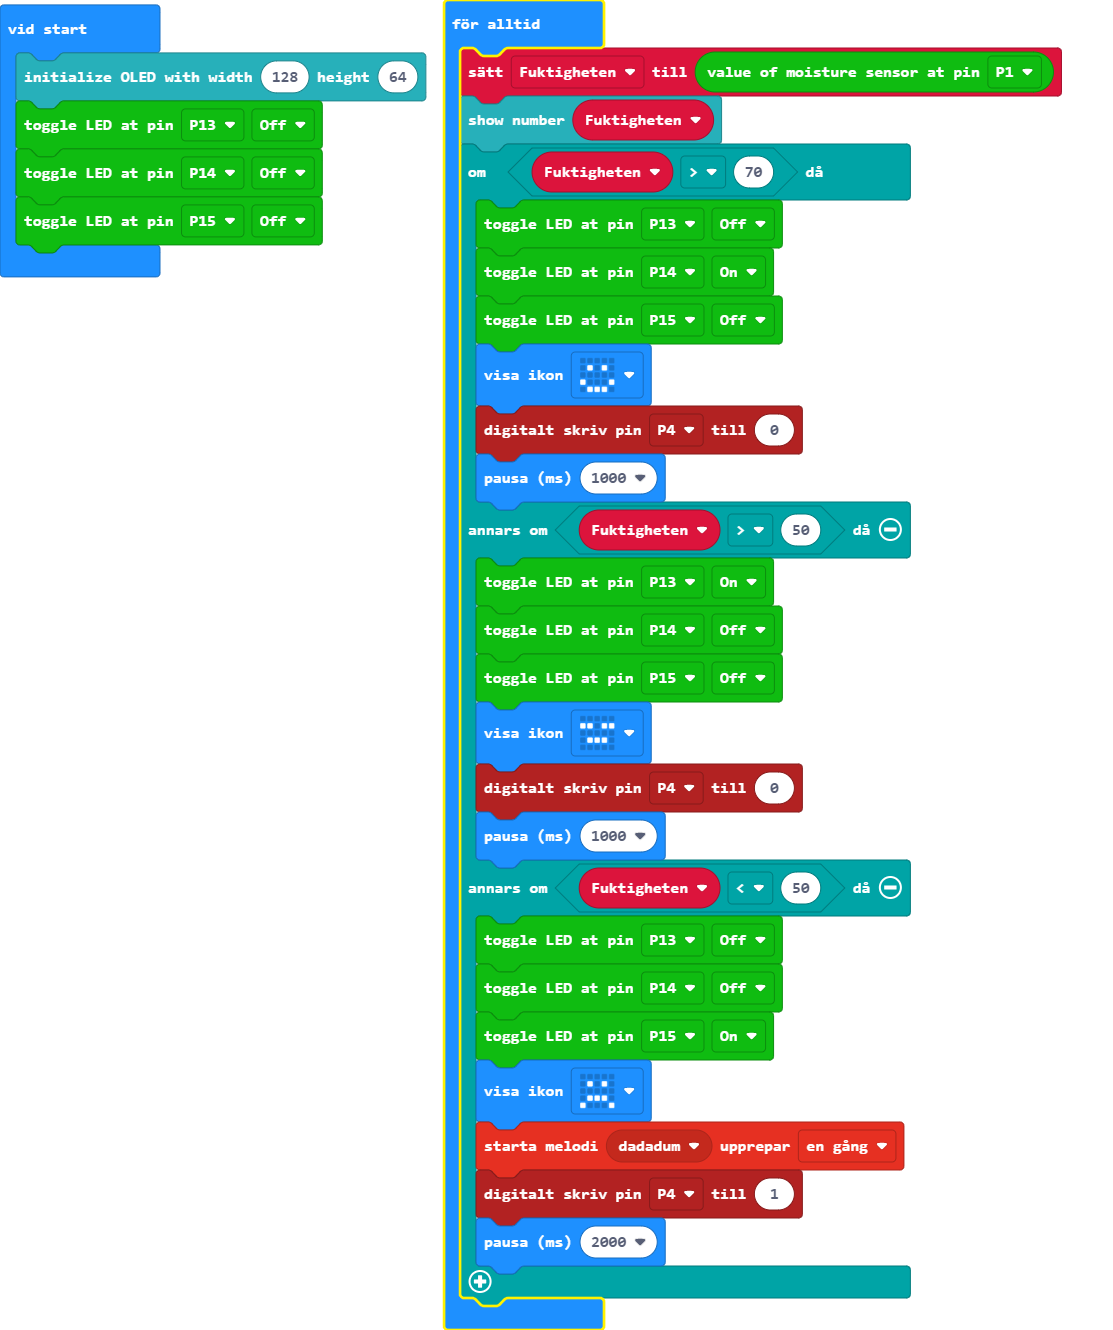 vid start
initialize OLED with width 128 height 64
toggle LED at pin P13 Off
toggle LED at pin P14 Off
toggle LED at pin P15 Off
för alltid
sätt Fuktigheten till value of moisture sensor at pin P1
show number Fuktigheten
om Fuktigheten > 70 då
toggle LED at pin P13 Off
toggle LED at pin P14 On
toggle LED at pin P15 Off
visa ikon
digitalt skriv pin P4 till 0
pausa (ms) 1000
annars om Fuktigheten > 50 då
toggle LED at pin P13 On
toggle LED at pin P14 Off
toggle LED at pin P15 Off
visa ikon
digitalt skriv pin P4 till 0
pausa (ms) 1000
annars om Fuktigheten < 50 då
toggle LED at pin P13 Off
toggle LED at pin P14 Off
toggle LED at pin P15 On
visa ikon
starta melodi dadadum upprepar en gång
digitalt skriv pin P4 till 1
pausa (ms) 2000